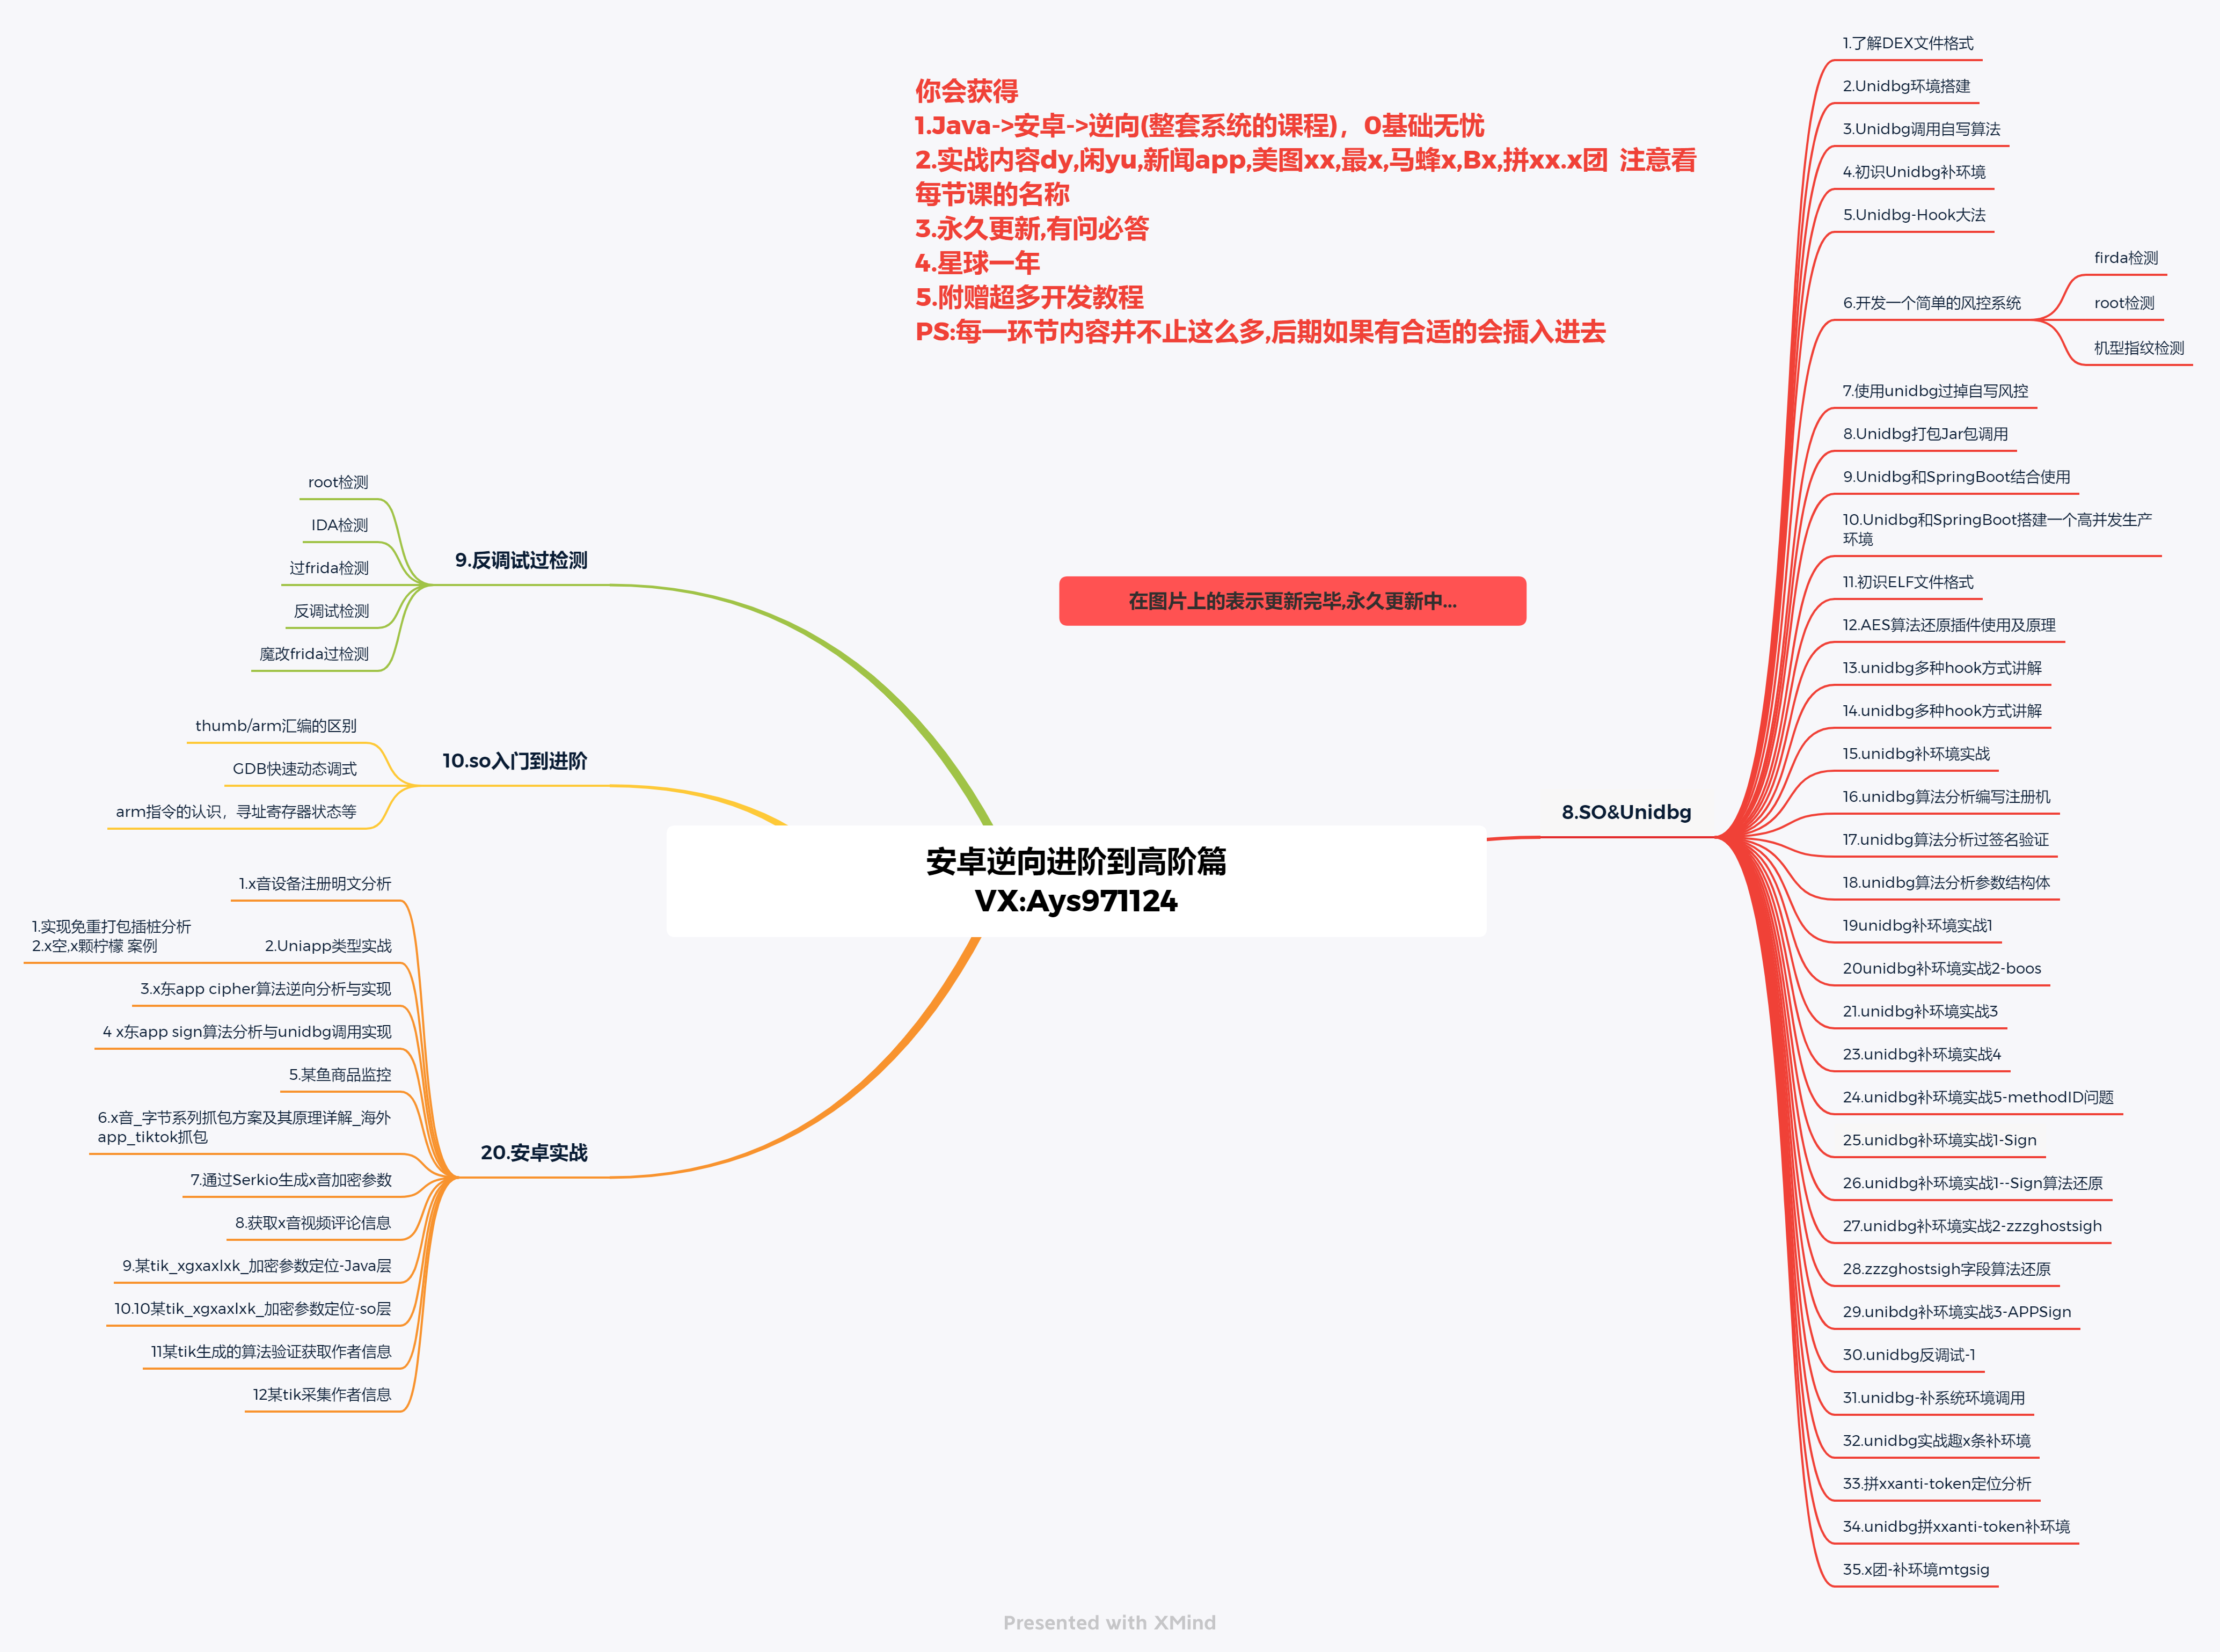 你会获得
1.Java->安卓->逆向(整套系统的课程)，0基础无忧
2.实战内容dy,闲yu,新闻app,美图xx,最x,马蜂x,Bx,拼xx.x团 注意看
每节课的名称
3.永久更新,有问必答
4.星球一年
5.附赠超多开发教程
PS:每一环节内容并不止这么多,后期如果有合适的会插入进去
在图片上的表示更新完毕,永久更新中...
安卓逆向进阶到高阶篇
VX:Ays971124
8.SO&Unidbg
1.了解DEX文件格式
2.Unidbg环境搭建
3.Unidbg调用自写算法
4.初识Unidbg补环境
5.Unidbg-Hook大法
6.开发一个简单的风控系统
firda检测
root检测
机型指纹检测
7.使用unidbg过掉自写风控
8.Unidbg打包Jar包调用
9.Unidbg和SpringBoot结合使用
10.Unidbg和SpringBoot搭建一个高并发生产
环境
11.初识ELF文件格式
12.AES算法还原插件使用及原理
13.unidbg多种hook方式讲解
14.unidbg多种hook方式讲解
15.unidbg补环境实战
16.unidbg算法分析编写注册机
17.unidbg算法分析过签名验证
18.unidbg算法分析参数结构体
19unidbg补环境实战1
20unidbg补环境实战2-boos
21.unidbg补环境实战3
23.unidbg补环境实战4
24.unidbg补环境实战5-methodID问题
25.unidbg补环境实战1-Sign
26.unidbg补环境实战1--Sign算法还原
27.unidbg补环境实战2-zzzghostsigh
28.zzzghostsigh字段算法还原
29.unibdg补环境实战3-APPSign
30.unidbg反调试-1
31.unidbg-补系统环境调用
32.unidbg实战趣x条补环境
33.拼xxanti-token定位分析
34.unidbg拼xxanti-token补环境
35.x团-补环境mtgsig
9.反调试过检测
root检测
IDA检测
过frida检测
反调试检测
魔改frida过检测
10.so入门到进阶
thumb/arm汇编的区别
GDB快速动态调式
arm指令的认识，寻址寄存器状态等
20.安卓实战
1.x音设备注册明文分析
2.Uniapp类型实战
1.实现免重打包插桩分析
2.x空,x颗柠檬 案例
3.x东app cipher算法逆向分析与实现
4 x东app sign算法分析与unidbg调用实现
5.某鱼商品监控
6.x音_字节系列抓包方案及其原理详解_海外
app_tiktok抓包
7.通过Serkio生成x音加密参数
8.获取x音视频评论信息
9.某tik_xgxaxlxk_加密参数定位-Java层
10.10某tik_xgxaxlxk_加密参数定位-so层
11某tik生成的算法验证获取作者信息
12某tik采集作者信息
Presented with XMind